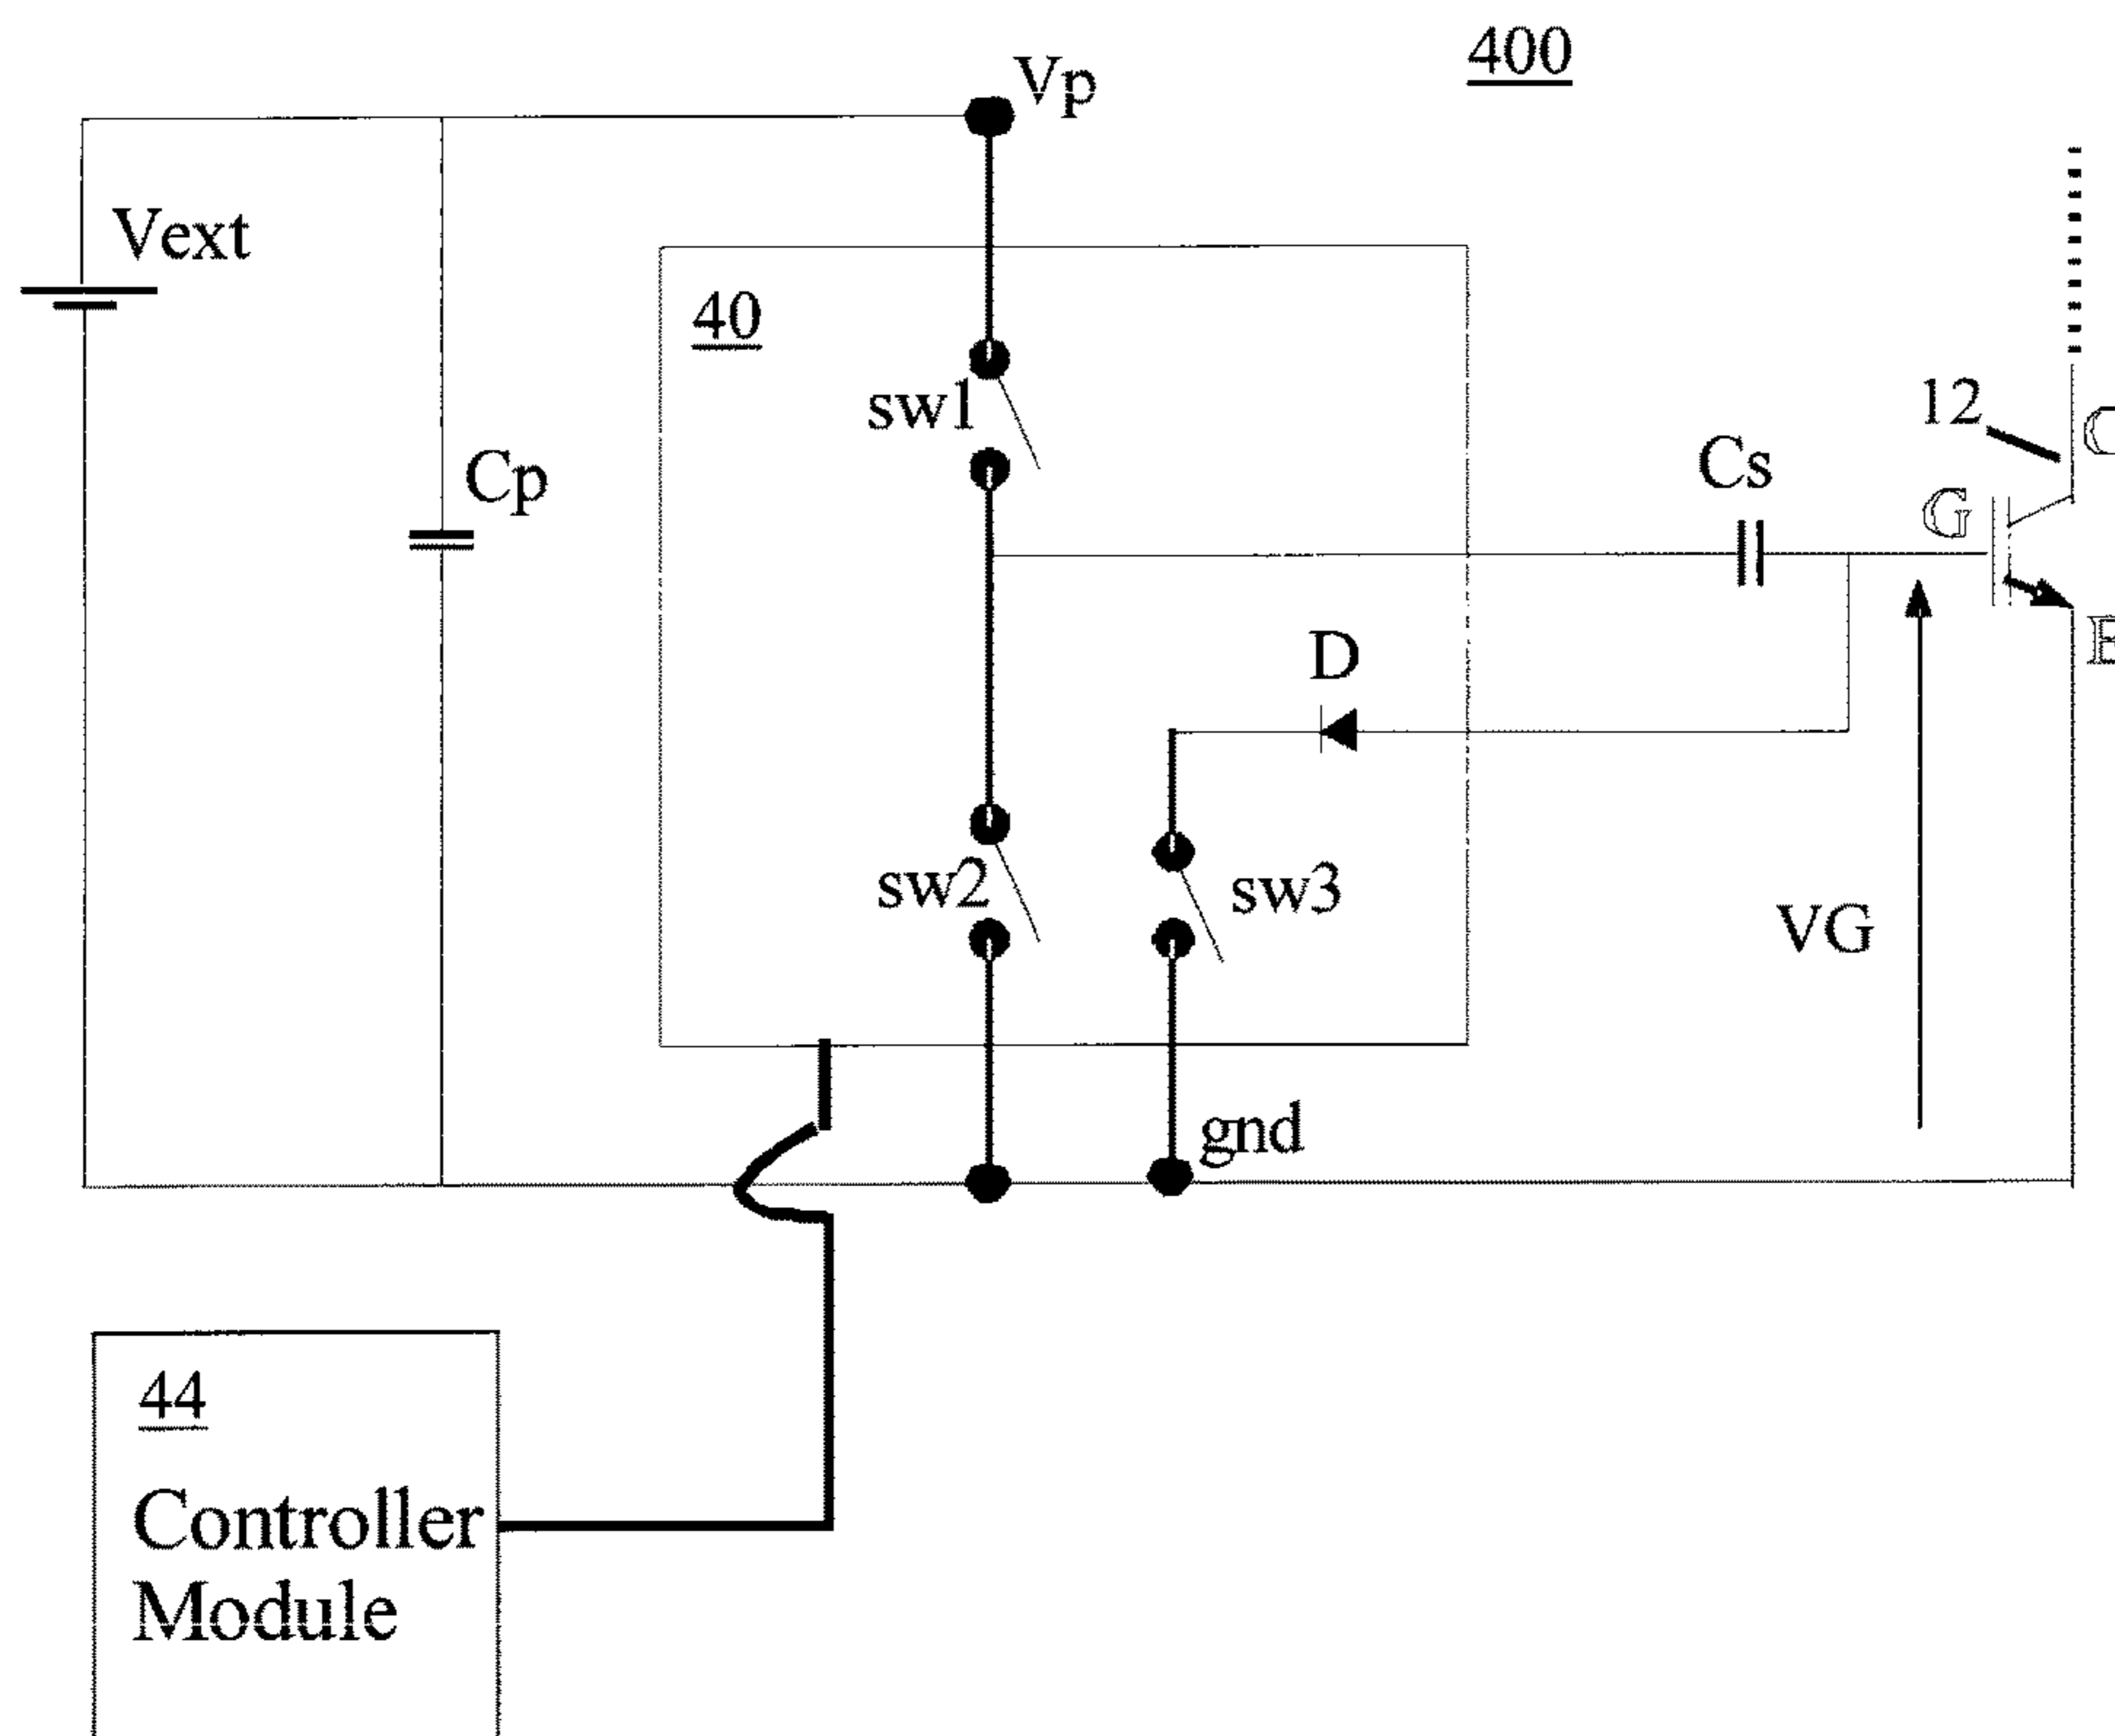 400
Vp
Vext
40
sw1
12
C
Cp
Cs
G
D
E
sw2
sw3
VG
gnd
44
Controller
Module